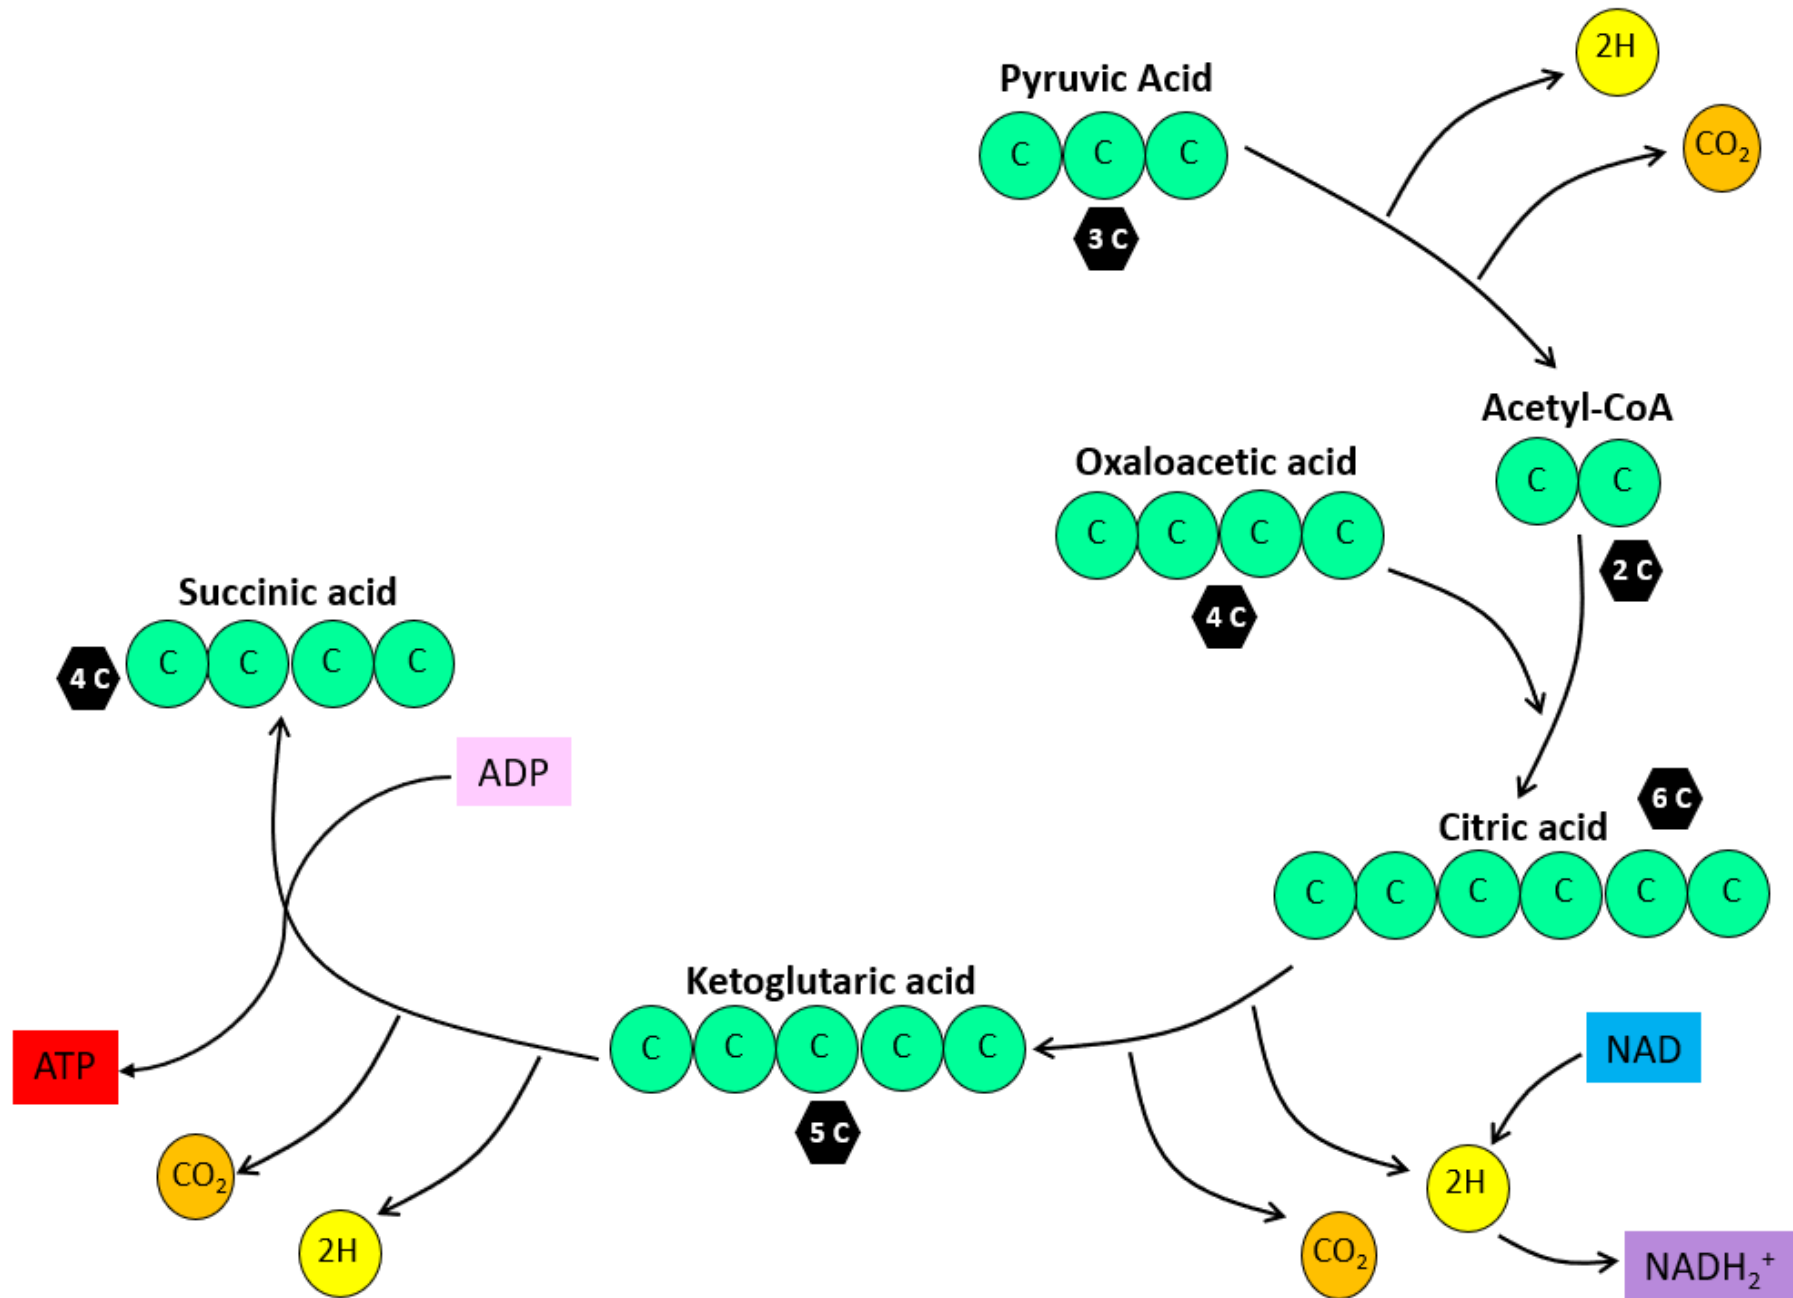 2H
Pyruvic Acid
CO₂
C C C
3 C
Acetyl-CoA
Oxaloacetic acid
C C
C C C C
2 C
4 C
Succinic acid
C C C C
4 C
ADP
6 C
Citric acid
C C C C C C
Ketoglutaric acid
C C C C C
NAD
ATP
5 C
CO₂
2H
2H
CO₂
NADH₂⁺